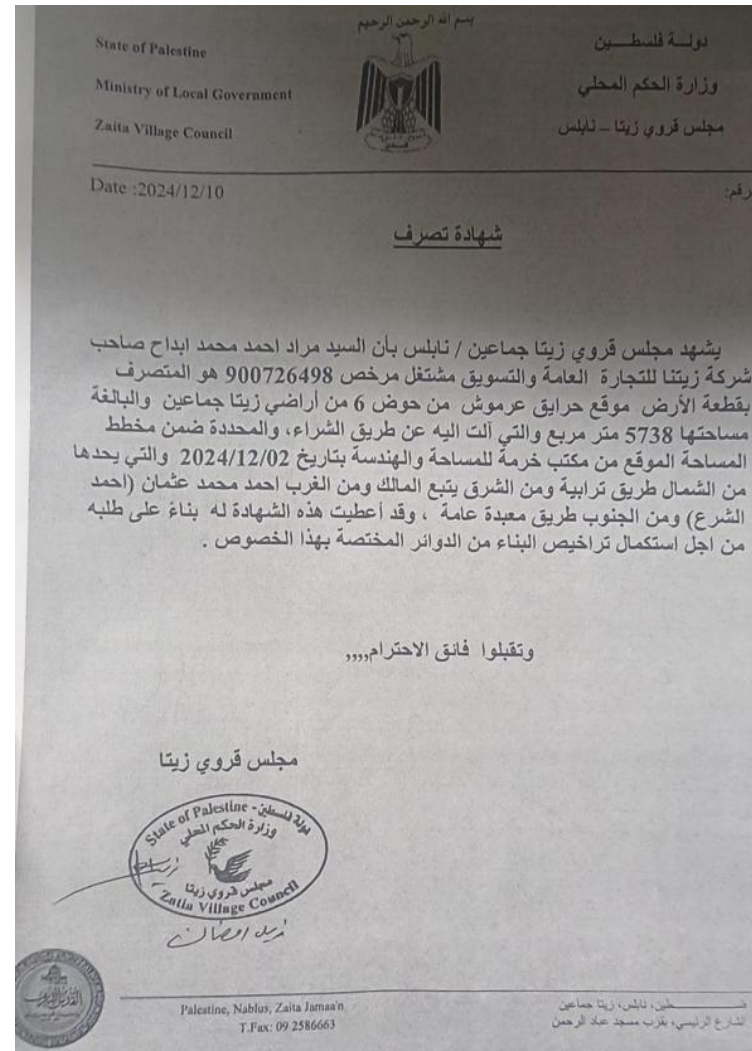 بسم الله الرحمن الرحيم
State of Palestine
دولة فلسطين
Ministry of Local Government
وزارة الحكم المحلي
Zaita Village Council
مجلس قروي زيتا – نابلس
Date :2024/12/10
رقم:
شهادة تصرف
يشهد مجلس قروي زيتا جماعين / نابلس بأن السيد مراد احمد محمد ابداح صاحب
شركة زيتنا للتجارة العامة والتسويق مشتغل مرخص 900726498 هو المتصرف
بقطعة الأرض موقع حرايق عرموش من حوض 6 من أراضي زيتا جماعين والبالغة
مساحتها 5738 متر مربع والتي آلت اليه عن طريق الشراء، والمحددة ضمن مخطط
المساحة الموقع من مكتب خرمة للمساحة والهندسة بتاريخ 2024/12/02 والتي يحدها
من الشمال طريق ترابية ومن الشرق يتبع المالك ومن الغرب احمد محمد عثمان (احمد
الشرع) ومن الجنوب طريق معبدة عامة ، وقد أعطيت هذه الشهادة له بناءً على طلبه
من اجل استكمال تراخيص البناء من الدوائر المختصة بهذا الخصوص .
وتقبلوا فائق الاحترام,,,,
مجلس قروي زيتا
State of Palestine - دولة فلسطين
وزارة الحكم المحلي
مجلس قروي زيتا
Zatia Village Council
Palestine, Nablus, Zaita Jamaa'n
T.Fax: 09 2586663
فلسطين، نابلس، زيتا جماعين
الشارع الرئيسي، بقرب مسجد عباد الرحمن